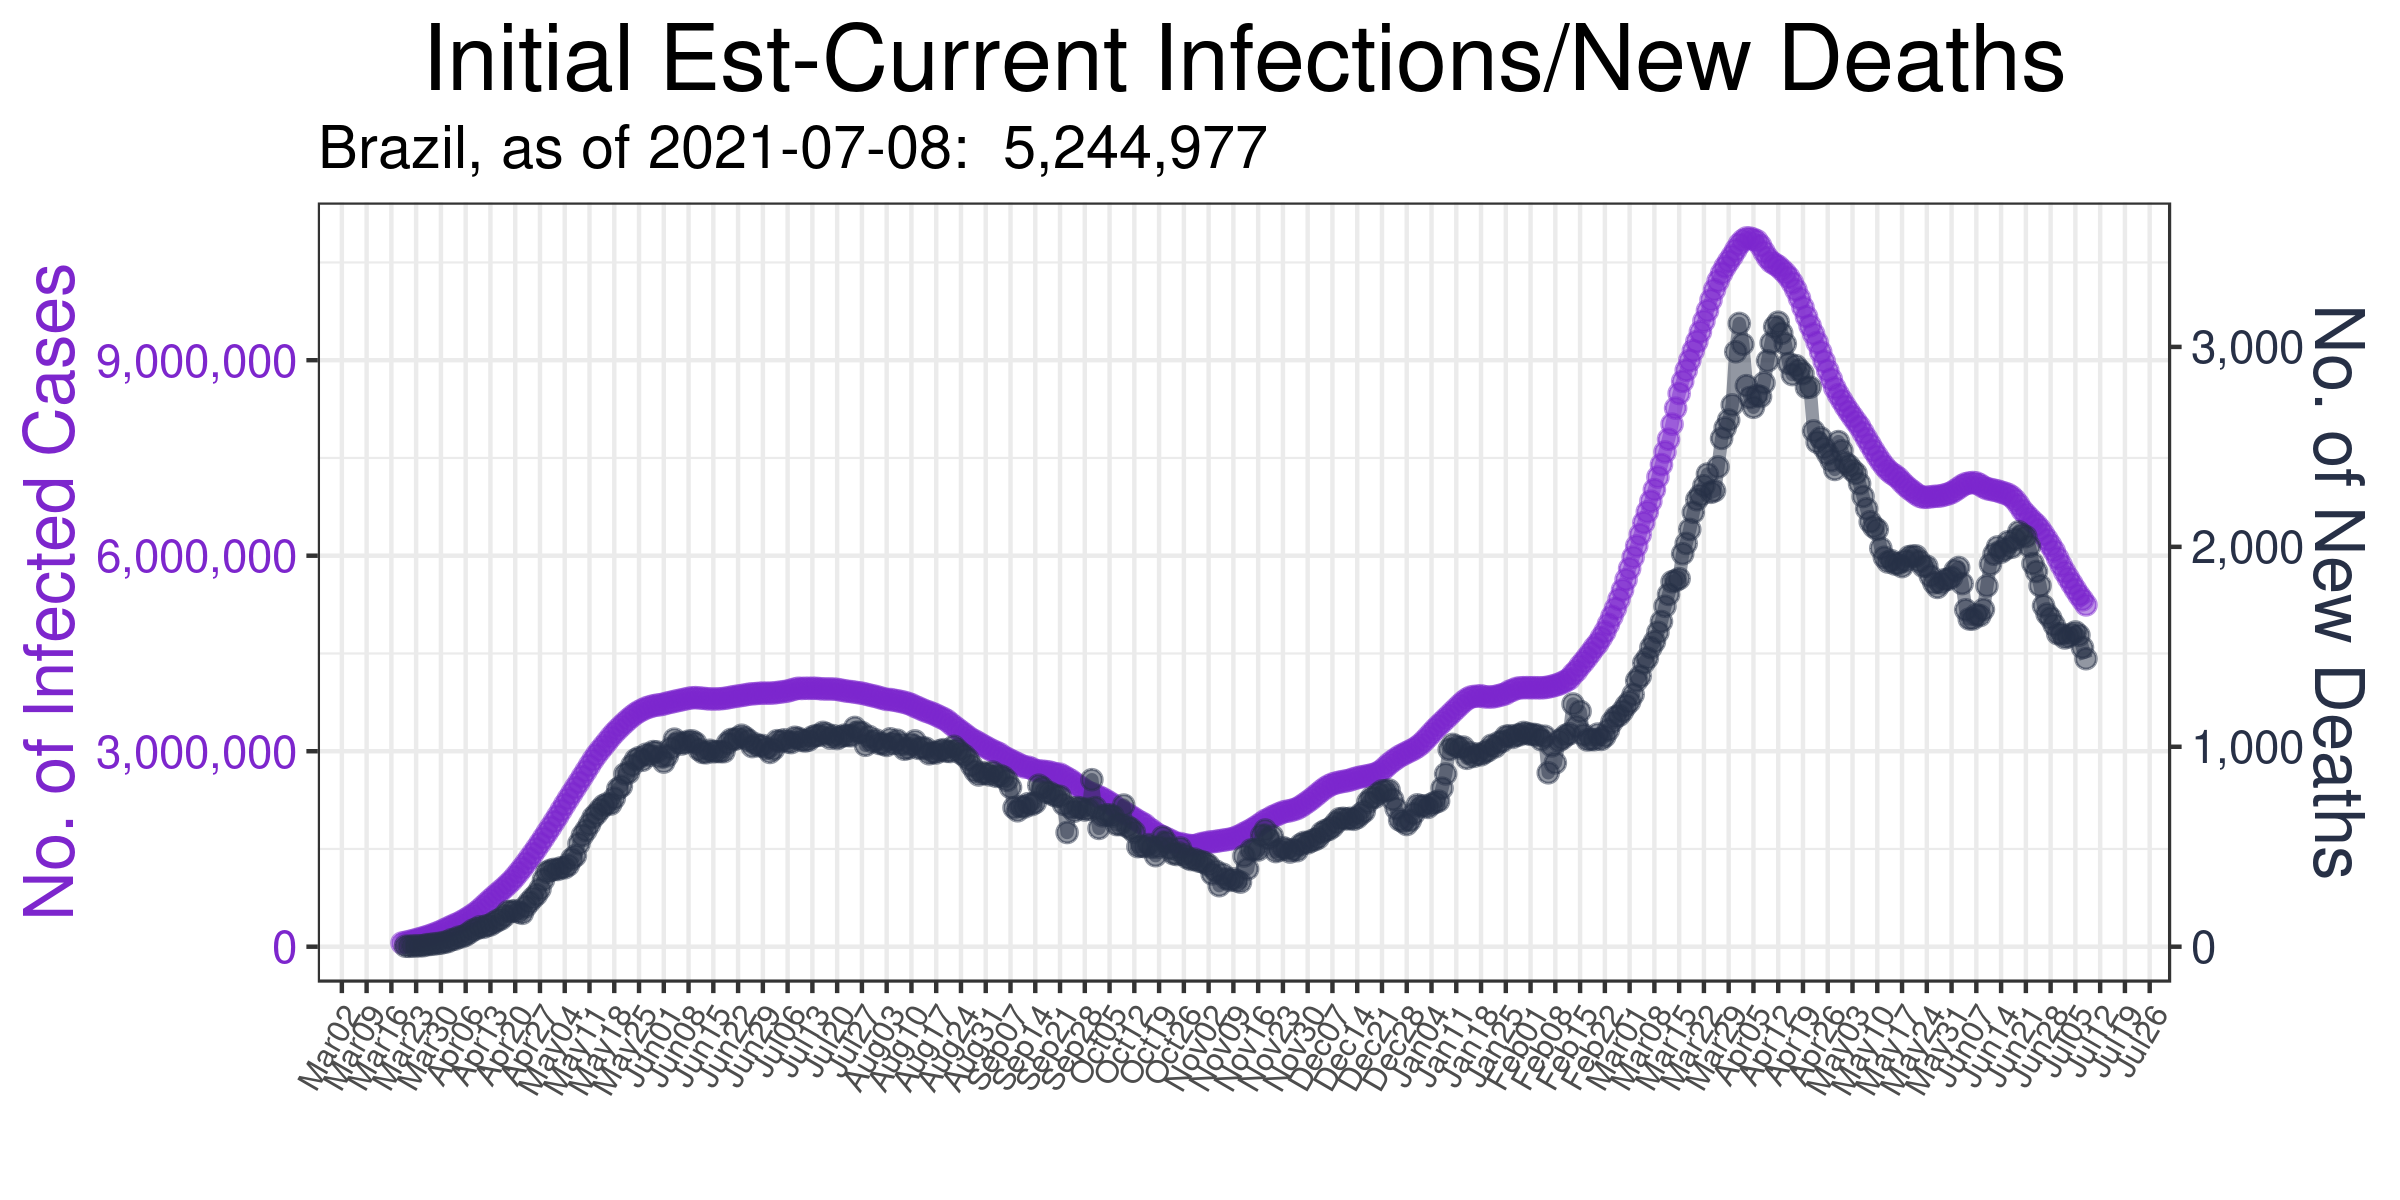 Initial Est-Current Infections/New Deaths
Brazil, as of 2021-07-08:  5,244,977
No. of Infected Cases
9,000,000
6,000,000
3,000,000
0
3,000
2,000
1,000
0
No. of New Deaths
Mar02
Mar09
Mar16
Mar23
Mar30
Apr06
Apr13
Apr20
Apr27
May04
May11
May18
May25
Jun01
Jun08
Jun15
Jun22
Jun29
Jul06
Jul13
Jul20
Jul27
Aug03
Aug10
Aug17
Aug24
Aug31
Sep07
Sep14
Sep21
Sep28
Oct05
Oct12
Oct19
Oct26
Nov02
Nov09
Nov16
Nov23
Nov30
Dec07
Dec14
Dec21
Dec28
Jan04
Jan11
Jan18
Jan25
Feb01
Feb08
Feb15
Feb22
Mar01
Mar08
Mar15
Mar22
Mar29
Apr05
Apr12
Apr19
Apr26
May03
May10
May17
May24
May31
Jun07
Jun14
Jun21
Jun28
Jul05
Jul12
Jul19
Jul26